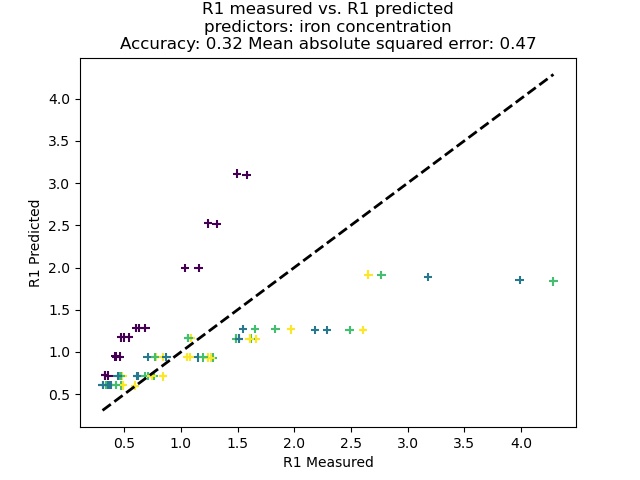 R1 measured vs. R1 predicted
predictors: iron concentration
Accuracy: 0.32 Mean absolute squared error: 0.47
4.0
3.5
3.0
2.5
2.0
1.5
1.0
0.5
R1 Predicted
0.5 1.0 1.5 2.0 2.5 3.0 3.5 4.0
R1 Measured